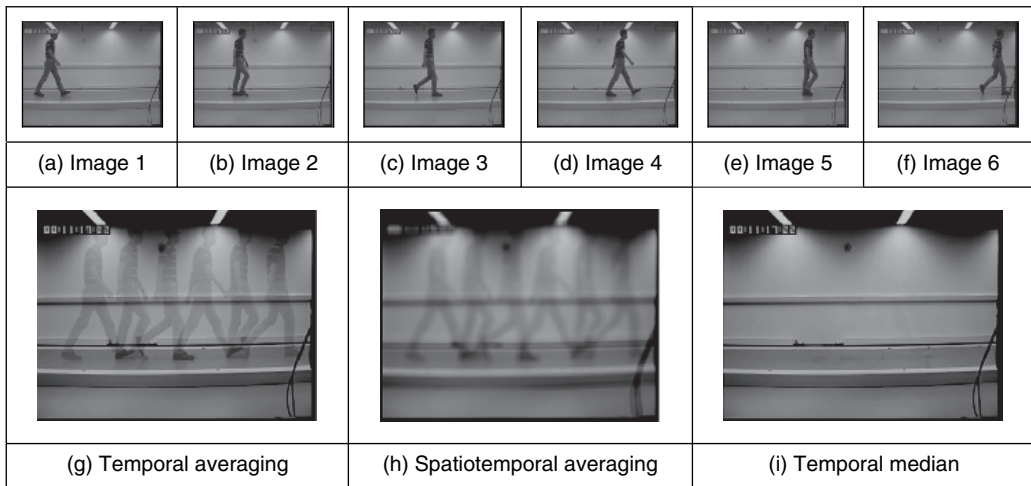 (a) Image 1
(b) Image 2
(c) Image 3
(d) Image 4
(e) Image 5
(f) Image 6
(g) Temporal averaging
(h) Spatiotemporal averaging
(i) Temporal median